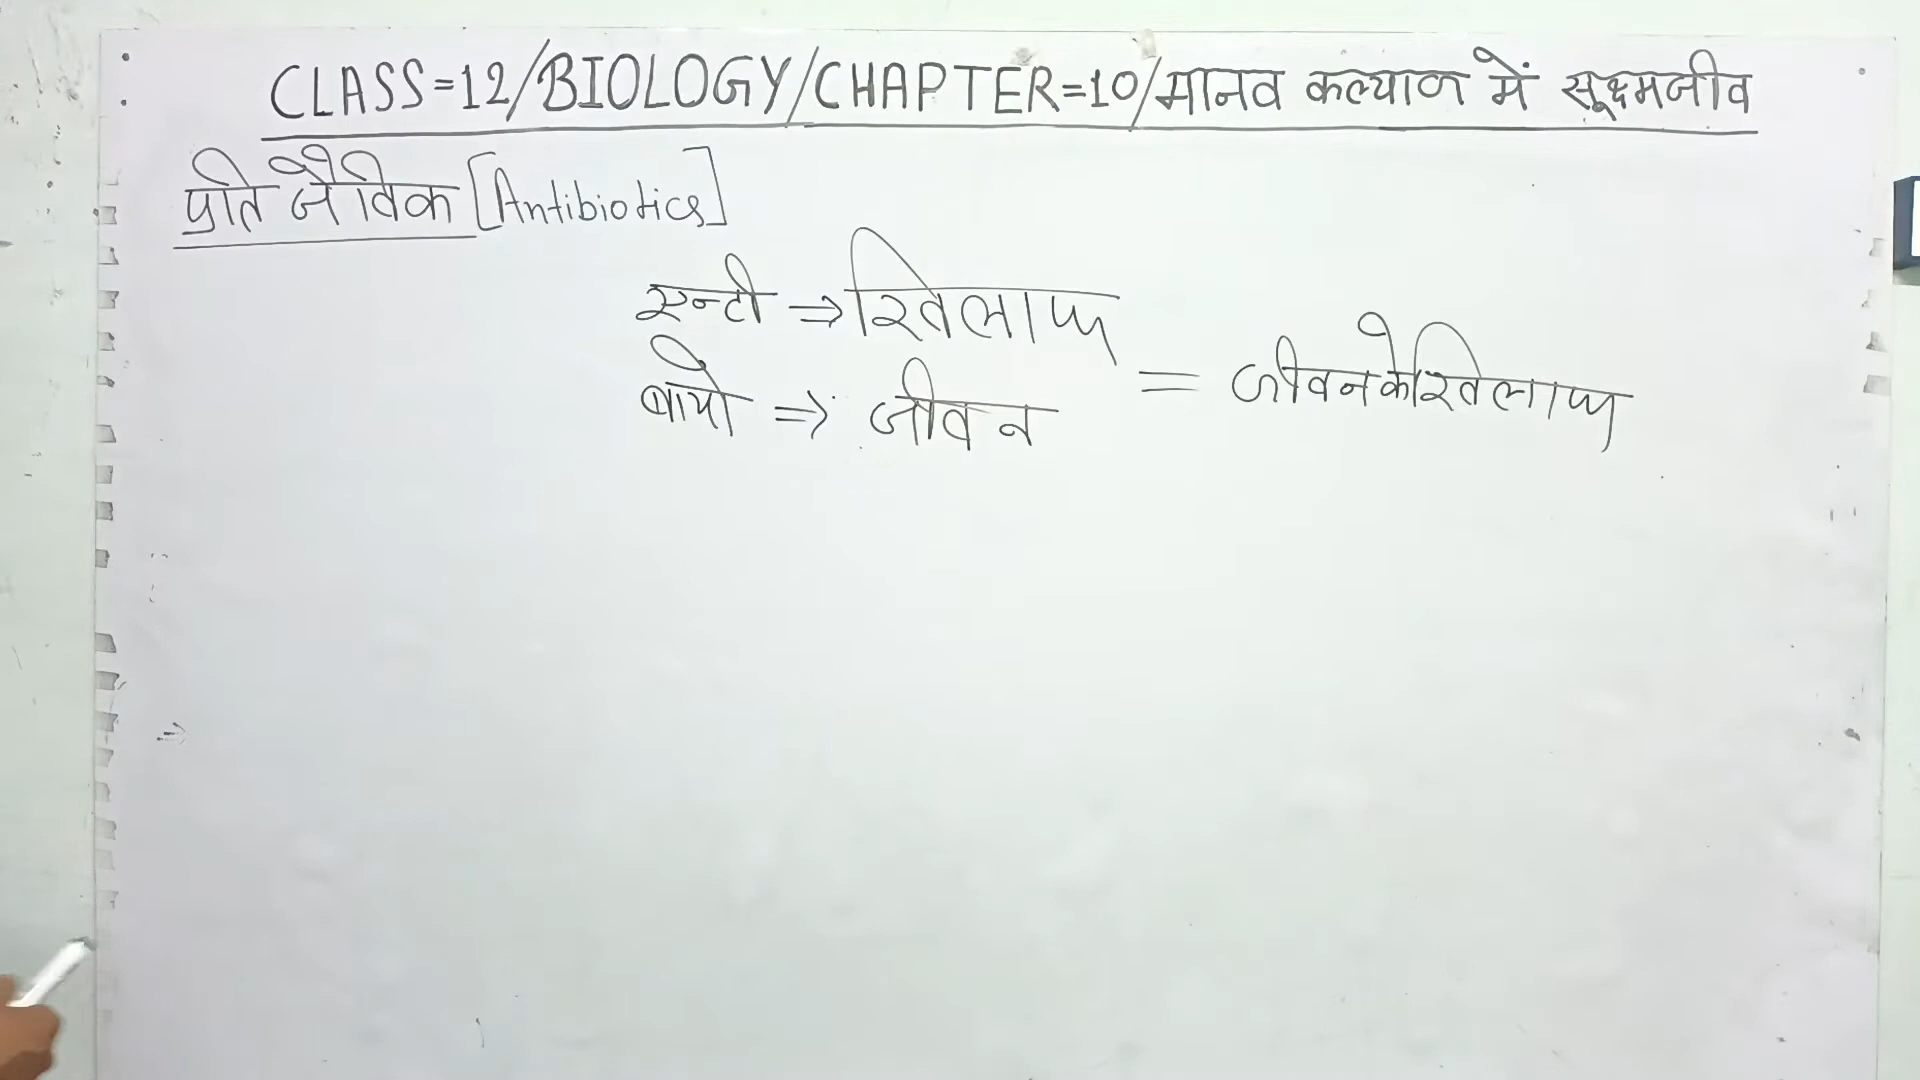 CLASS=12/BIOLOGY/CHAPTER=10/मानव कल्याण में सूक्ष्मजीव
प्रति जैविक [Antibiotics]
एन्टी ⇒ खिलाफ
बायो ⇒ जीवन = जीवन के खिलाफ
⇒